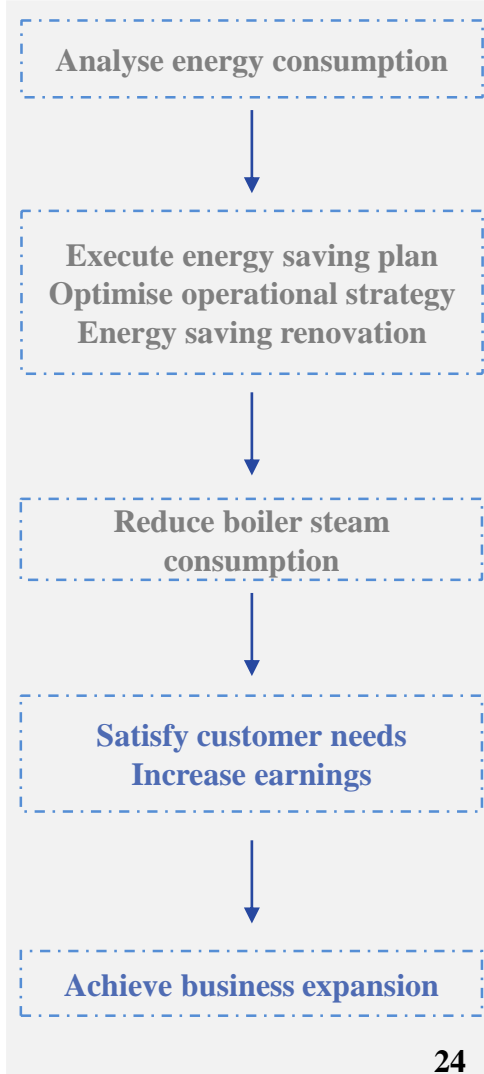 Analyse energy consumption
Execute energy saving plan
Optimise operational strategy
Energy saving renovation
Reduce boiler steam
consumption
Satisfy customer needs
Increase earnings
Achieve business expansion
24